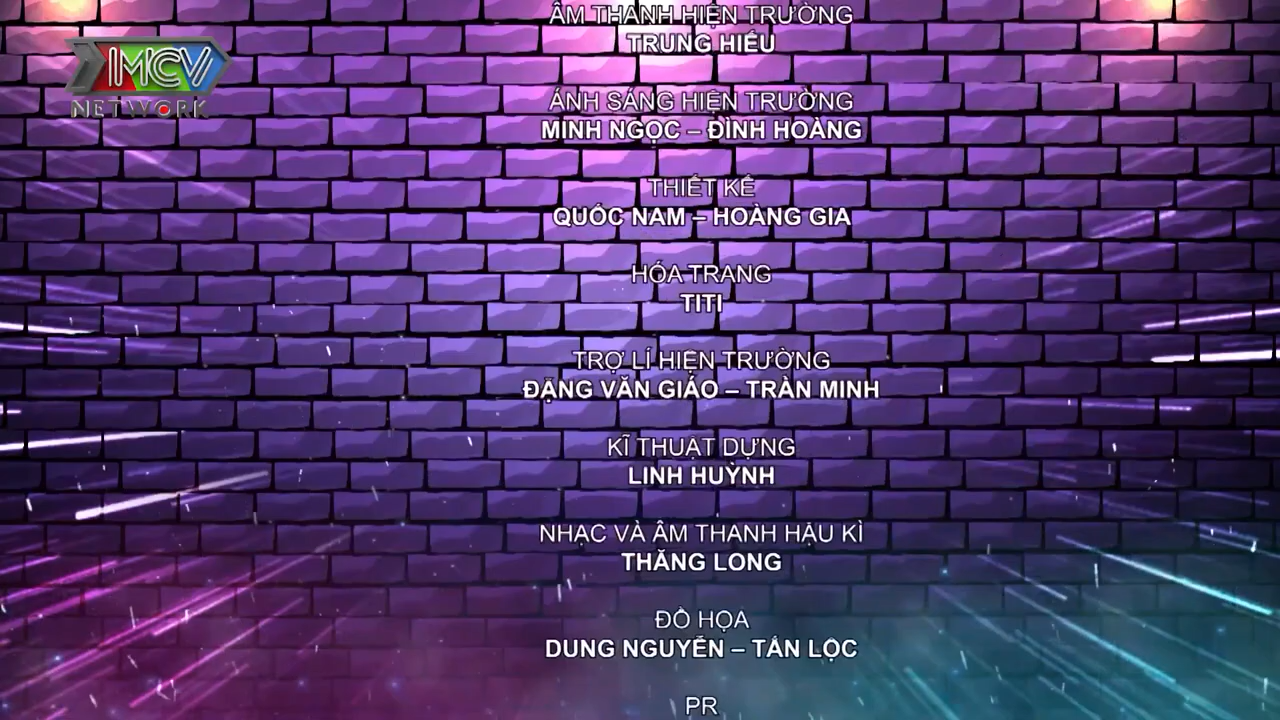 MCV
NETWORK
ÂM THANH HIỆN TRƯỜNG
TRUNG HIẾU
ÁNH SÁNG HIỆN TRƯỜNG
MINH NGỌC – ĐÌNH HOÀNG
THIẾT KẾ
QUỐC NAM – HOÀNG GIA
HÓA TRANG
TITI
TRỢ LÍ HIỆN TRƯỜNG
ĐẶNG VĂN GIÁO – TRẦN MINH
KĨ THUẬT DỰNG
LINH HUỲNH
NHẠC VÀ ÂM THANH HẬU KÌ
THĂNG LONG
ĐỒ HỌA
DUNG NGUYỄN – TẤN LỘC
PR